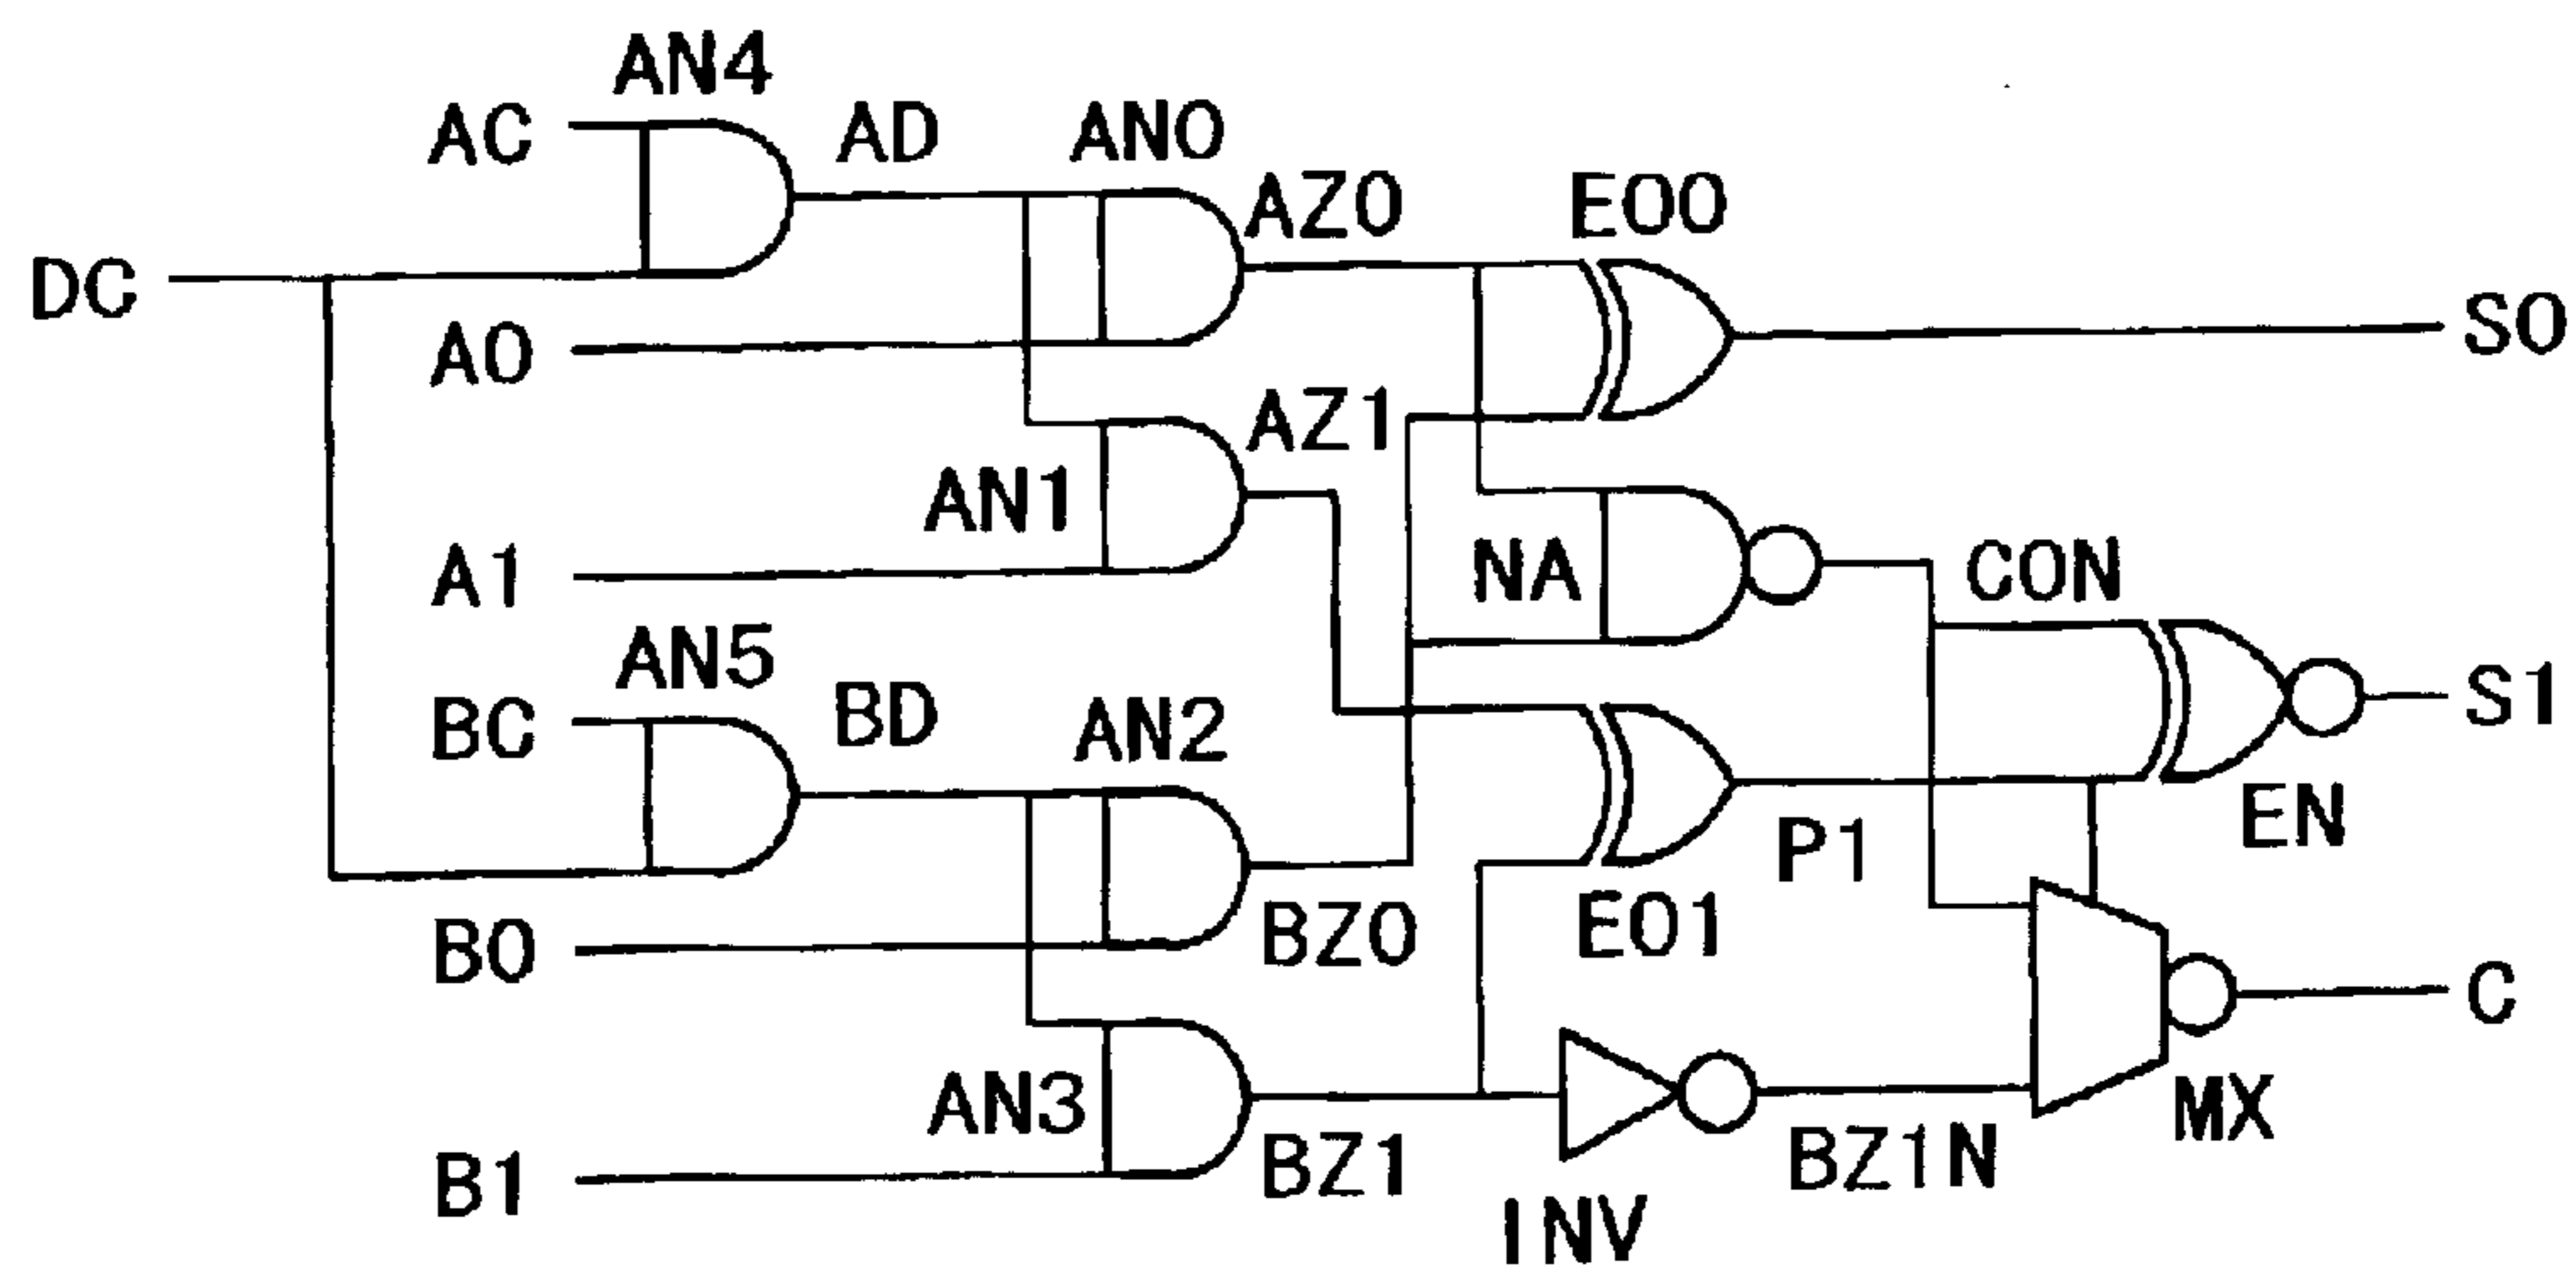 AN4
AC
AD
AN0
AZ0
E00
DC
S0
A0
AZ1
AN1
NA
CON
A1
AN5
BC
BD
AN2
S1
P1
EN
B0
BZ0
E01
C
AN3
BZ1
BZ1N
MX
B1
INV